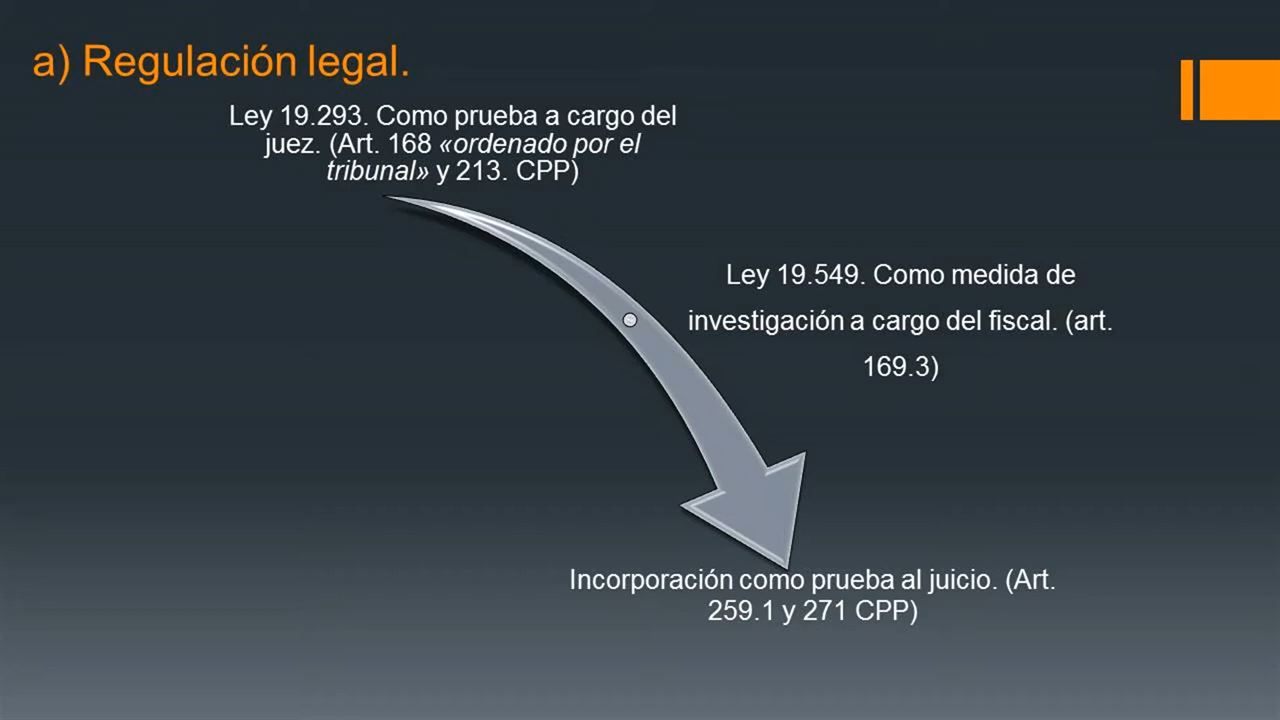 a) Regulación legal.
Ley 19.293. Como prueba a cargo del
juez. (Art. 168 «ordenado por el
tribunal» y 213. CPP)
Ley 19.549. Como medida de
investigación a cargo del fiscal. (art.
169.3)
Incorporación como prueba al juicio. (Art.
259.1 y 271 CPP)